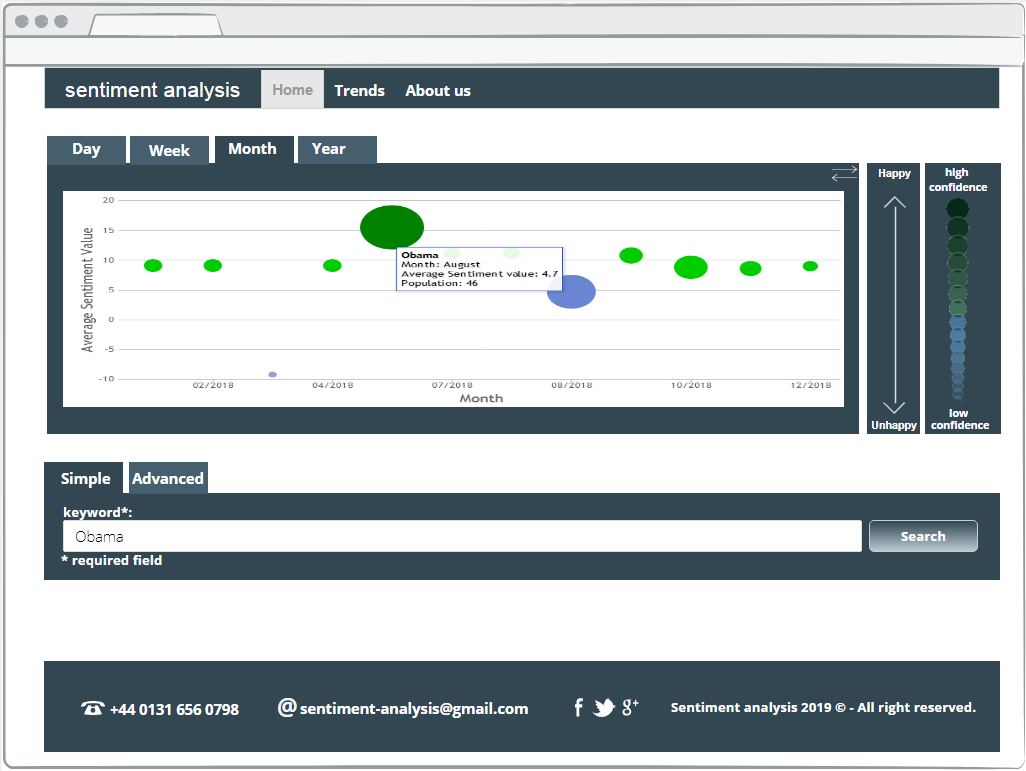 sentiment analysis Home Trends About us
Day Week Month Year
Happy
Unhappy
high
confidence
low
confidence
20
15
10
5
0
-5
-10
Average Sentiment Value
Obama
Month: August
Average Sentiment value: 4.7
Population: 46
02/2018 04/2018 07/2018 08/2018 10/2018 12/2018
Month
Simple Advanced
keyword*:
Obama Search
* required field
+44 0131 656 0798 @ sentiment-analysis@gmail.com f g+ Sentiment analysis 2019 © - All right reserved.